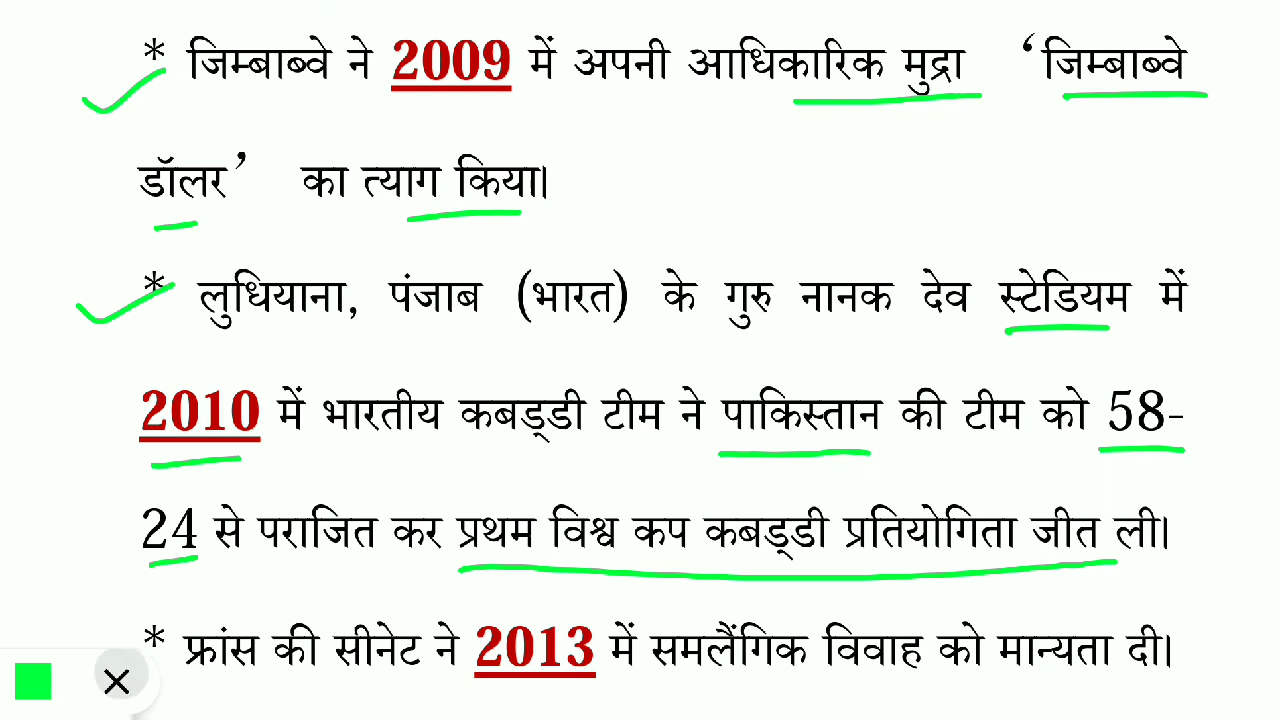 * जिम्बाब्वे ने 2009 में अपनी आधिकारिक मुद्रा ‘जिम्बाब्वे
डॉलर’ का त्याग किया।
* लुधियाना, पंजाब (भारत) के गुरु नानक देव स्टेडियम में
2010 में भारतीय कबड्डी टीम ने पाकिस्तान की टीम को 58-
24 से पराजित कर प्रथम विश्व कप कबड्डी प्रतियोगिता जीत ली।
* फ्रांस की सीनेट ने 2013 में समलैंगिक विवाह को मान्यता दी।